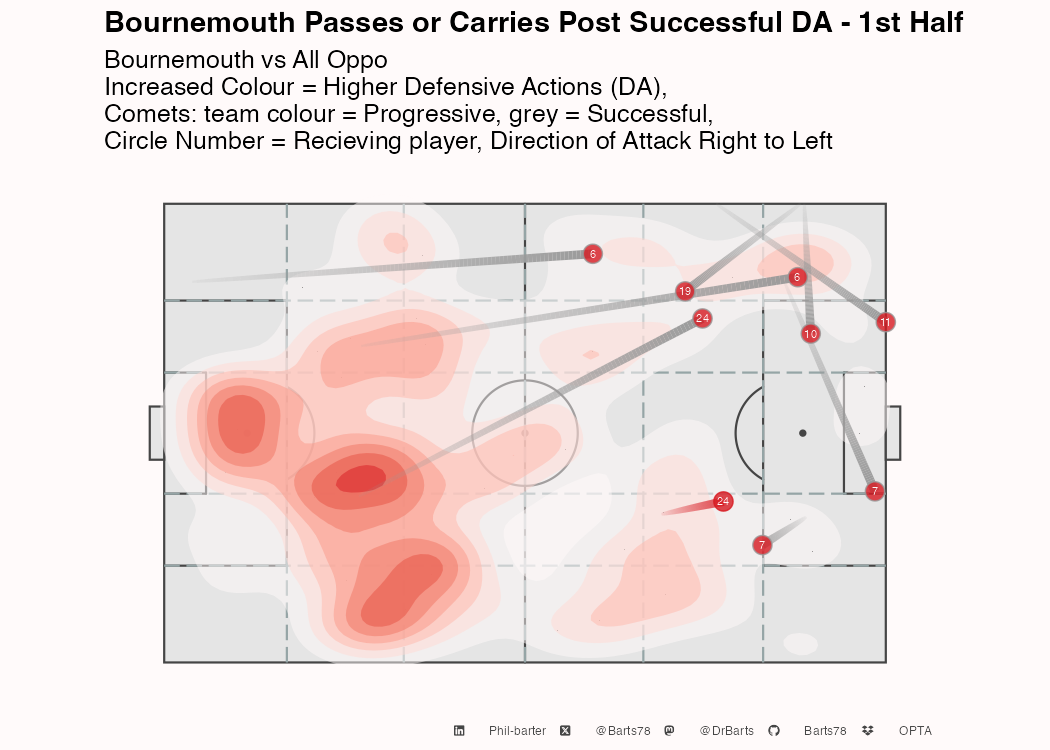 Bournemouth Passes or Carries Post Successful DA - 1st Half
Bournemouth vs All Oppo
Increased Colour = Higher Defensive Actions (DA),
Comets: team colour = Progressive, grey = Successful,
Circle Number = Recieving player, Direction of Attack Right to Left
6
6
19
24
11
10
7
24
7
Phil-barter @Barts78 @DrBarts Barts78 OPTA